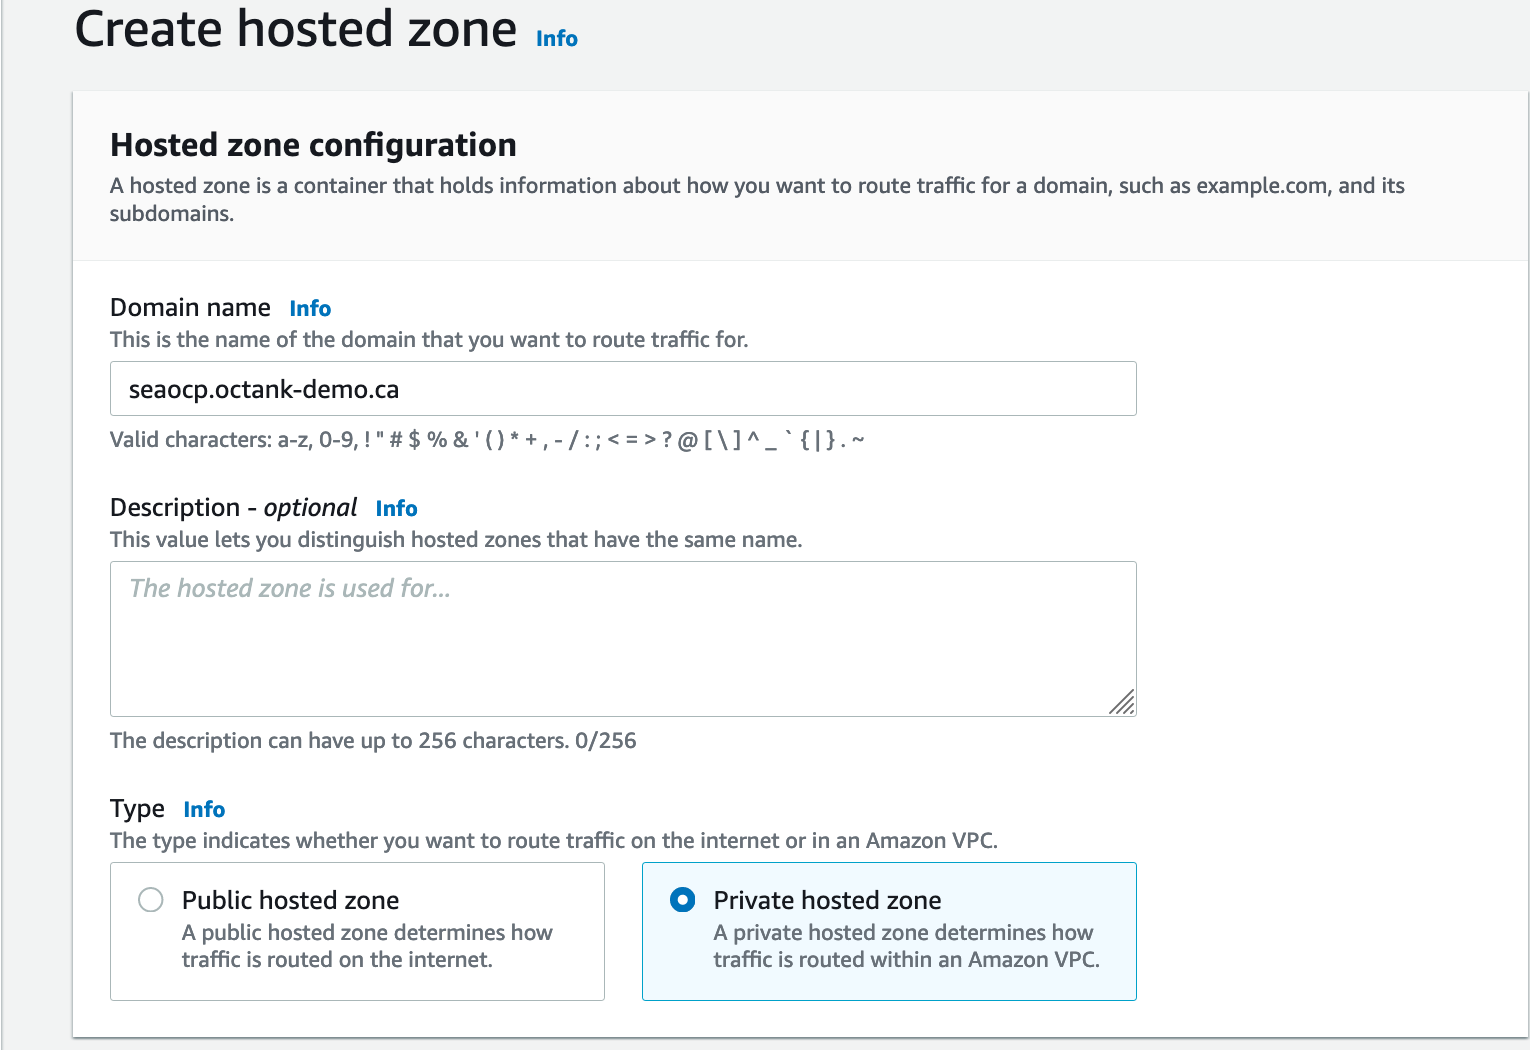 Create hosted zone Info
Hosted zone configuration
A hosted zone is a container that holds information about how you want to route traffic for a domain, such as example.com, and its
subdomains.
Domain name Info
This is the name of the domain that you want to route traffic for.
seaocp.octank-demo.ca
Valid characters: a-z, 0-9, ! " # $ % & ' ( ) * + , - / : ; < = > ? @ [ \ ] ^ _ ` { | } . ~
Description - optional Info
This value lets you distinguish hosted zones that have the same name.
The hosted zone is used for...
The description can have up to 256 characters. 0/256
Type Info
The type indicates whether you want to route traffic on the internet or in an Amazon VPC.
Public hosted zone
A public hosted zone determines how
traffic is routed on the internet.
Private hosted zone
A private hosted zone determines how
traffic is routed within an Amazon VPC.